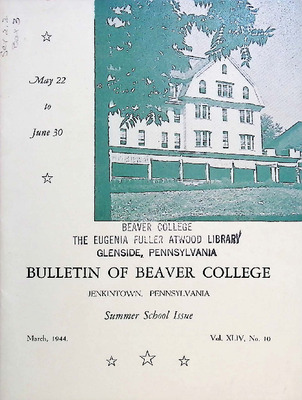 May 22
to
June 30
BEAVER COLLEGE
THE EUGENIA FULLER ATWOOD LIBRARY
GLENSIDE, PENNSYLVANIA
BULLETIN OF BEAVER COLLEGE
JENKINTOWN, PENNSYLVANIA
Summer School Issue
March, 1944. Vol. XLIV, No. 10